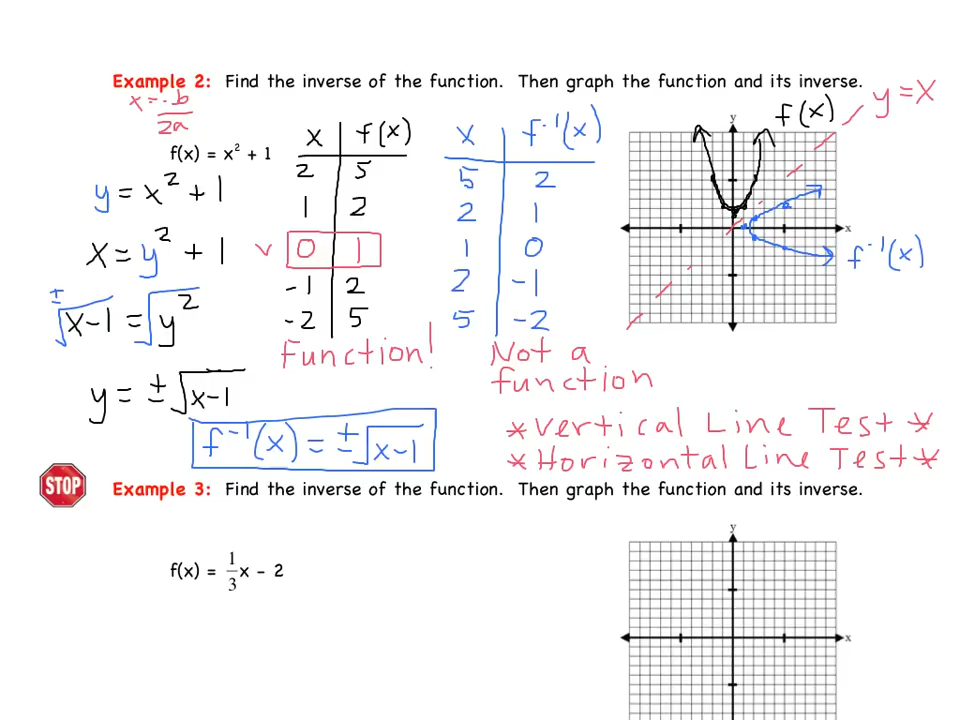 Example 2: Find the inverse of the function. Then graph the function and its inverse.
x = -b
2a
f(x) = x² + 1
y = x² + 1
x = y² + 1
±√x-1 = √y²
y = ±√x-1
f⁻¹(x) = ±√x-1
x f(x)
2 5
1 2
v 0 1
-1 2
-2 5
Function!
x f⁻¹(x)
5 2
2 1
1 0
2 -1
5 -2
Not a
function
y
f(x)
y = x
x
f⁻¹(x)
*Vertical Line Test*
*Horizontal Line Test*
STOP
Example 3: Find the inverse of the function. Then graph the function and its inverse.
f(x) = 1/3 x - 2
y
x